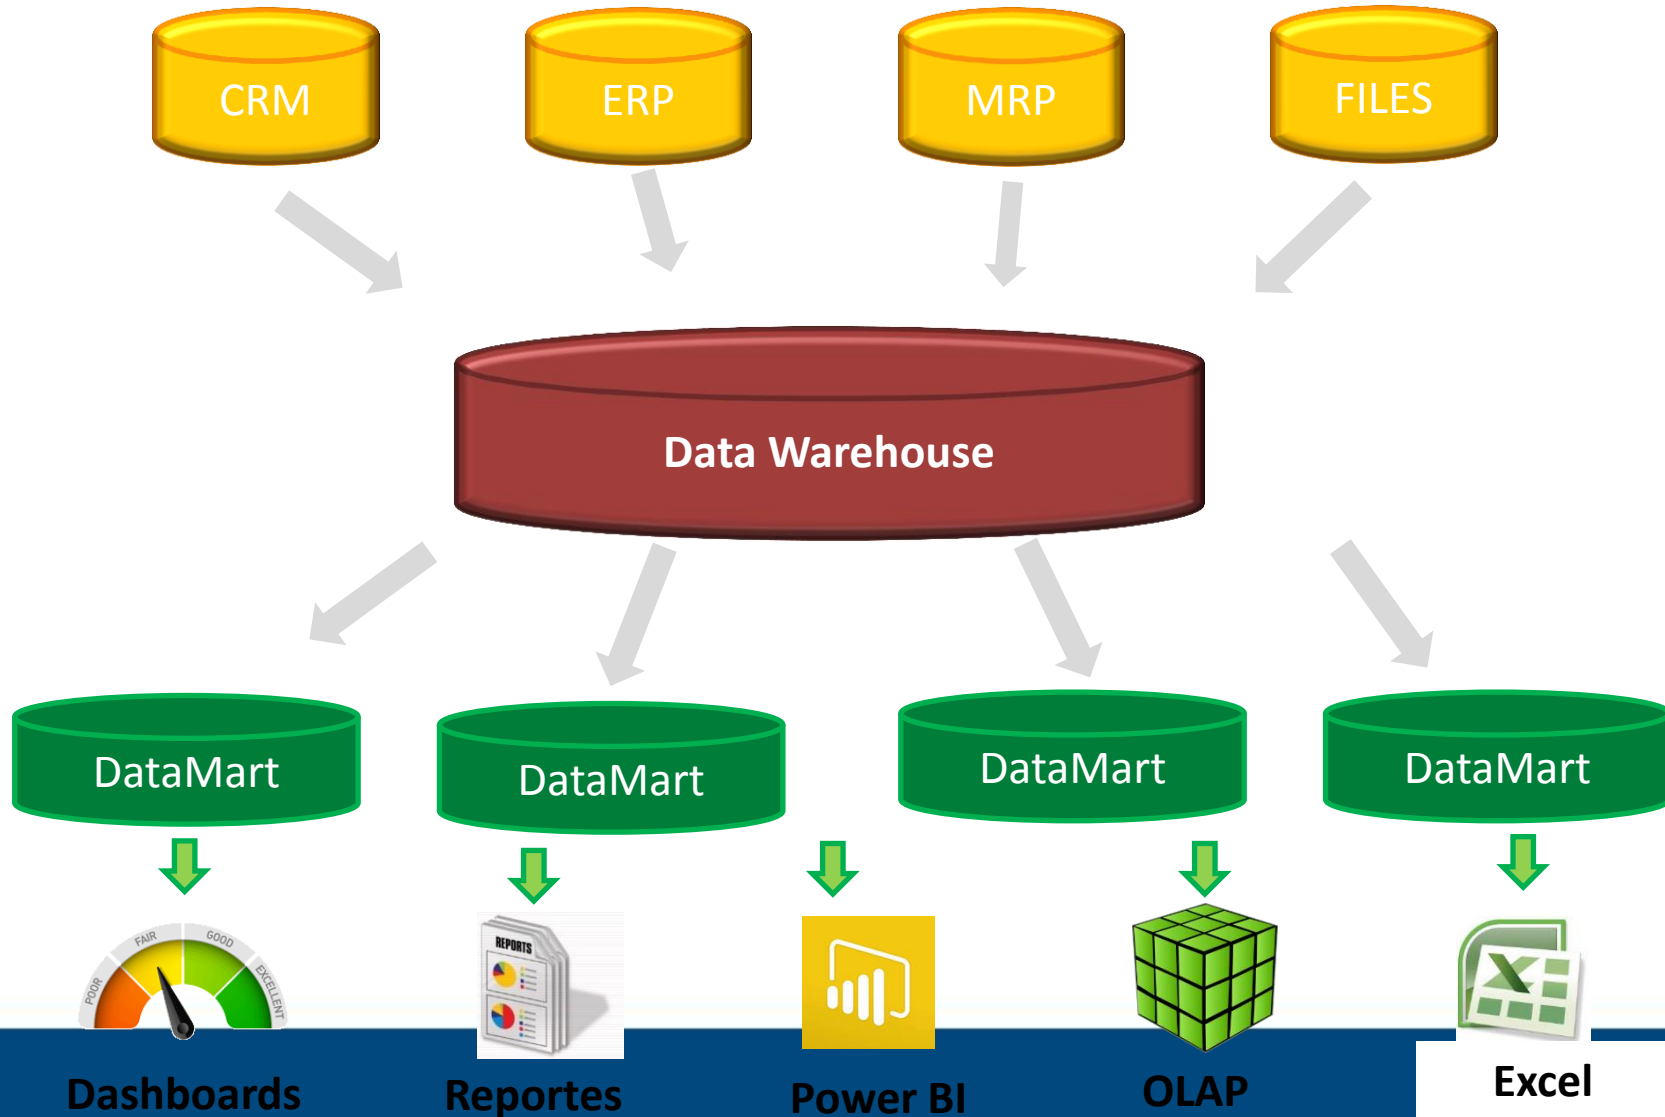 CRM
ERP
MRP
FILES
Data Warehouse
DataMart
DataMart
DataMart
DataMart
POOR
FAIR
GOOD
EXCELLENT
REPORTS
X
Dashboards
Reportes
Power BI
OLAP
Excel